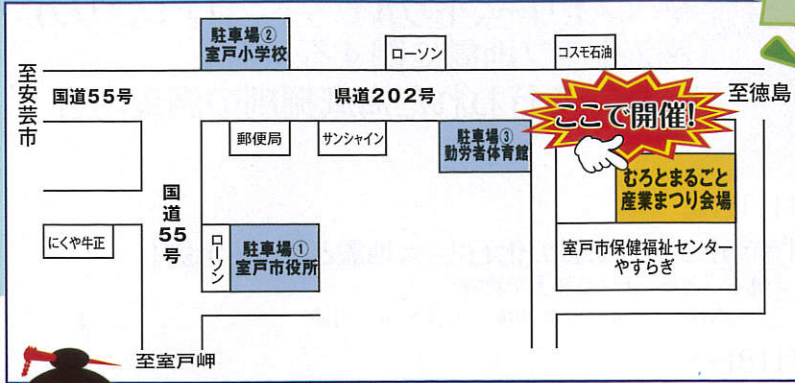 駐車場②
室戸小学校
ローソン
コスモ石油
至安芸市
国道55号
県道202号
ここで開催!
至徳島
郵便局
サンシャイン
駐車場③
勤労者体育館
むろとまるごと
産業まつり会場
国道55号
にくや牛正
ローソン
駐車場①
室戸市役所
室戸市保健福祉センター
やすらぎ
至室戸岬